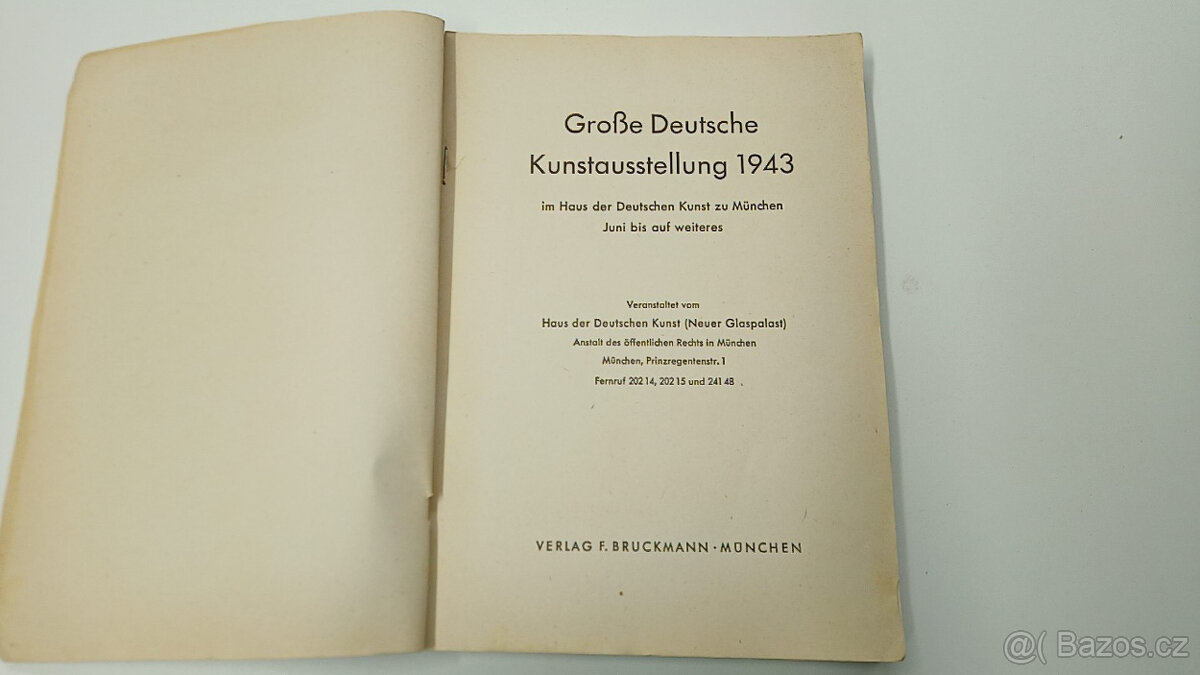 Große Deutsche
Kunstausstellung 1943
im Haus der Deutschen Kunst zu München
Juni bis auf weiteres
Veranstaltet vom
Haus der Deutschen Kunst (Neuer Glaspalast)
Anstalt des öffentlichen Rechts in München
München, Prinzregentenstr. 1
Fernruf 202 14, 202 15 und 241 48
VERLAG F. BRUCKMANN · MÜNCHEN
@( Bazos.cz